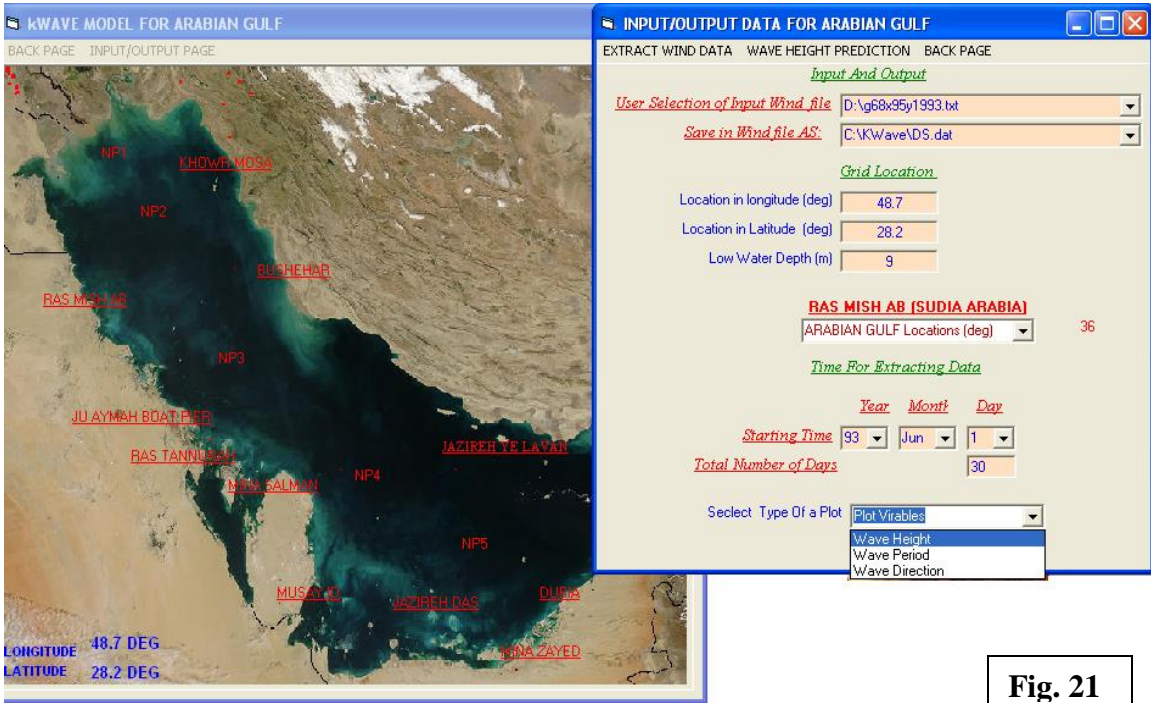 kWAVE MODEL FOR ARABIAN GULF
BACK PAGE INPUT/OUTPUT PAGE
NP1
KHOWR MOSA
NP2
BUSHEHAR
RAS MISH AB
NP3
JU AYMAH BOAT PIER
RAS TANNURAH
JAZIREH YE LAVAN
MINA SALMAN
NP4
NP5
MUSAY ID
JAZIREH DAS
DUBIA
MINA ZAYED
LONGITUDE 48.7 DEG
LATITUDE 28.2 DEG
INPUT/OUTPUT DATA FOR ARABIAN GULF
EXTRACT WIND DATA WAVE HEIGHT PREDICTION BACK PAGE
Input And Output
User Selection of Input Wind file D:\g68x95y1993.txt
Save in Wind file AS: C:\KWave\DS.dat
Grid Location
Location in longitude (deg) 48.7
Location in Latitude (deg) 28.2
Low Water Depth (m) 9
RAS MISH AB (SUDIA ARABIA)
ARABIAN GULF Locations (deg) 36
Time For Extracting Data
Year Month Day
Starting Time 93 Jun 1
Total Number of Days 30
Seclect Type Of a Plot Plot Virables
Wave Height
Wave Period
Wave Direction
Fig. 21